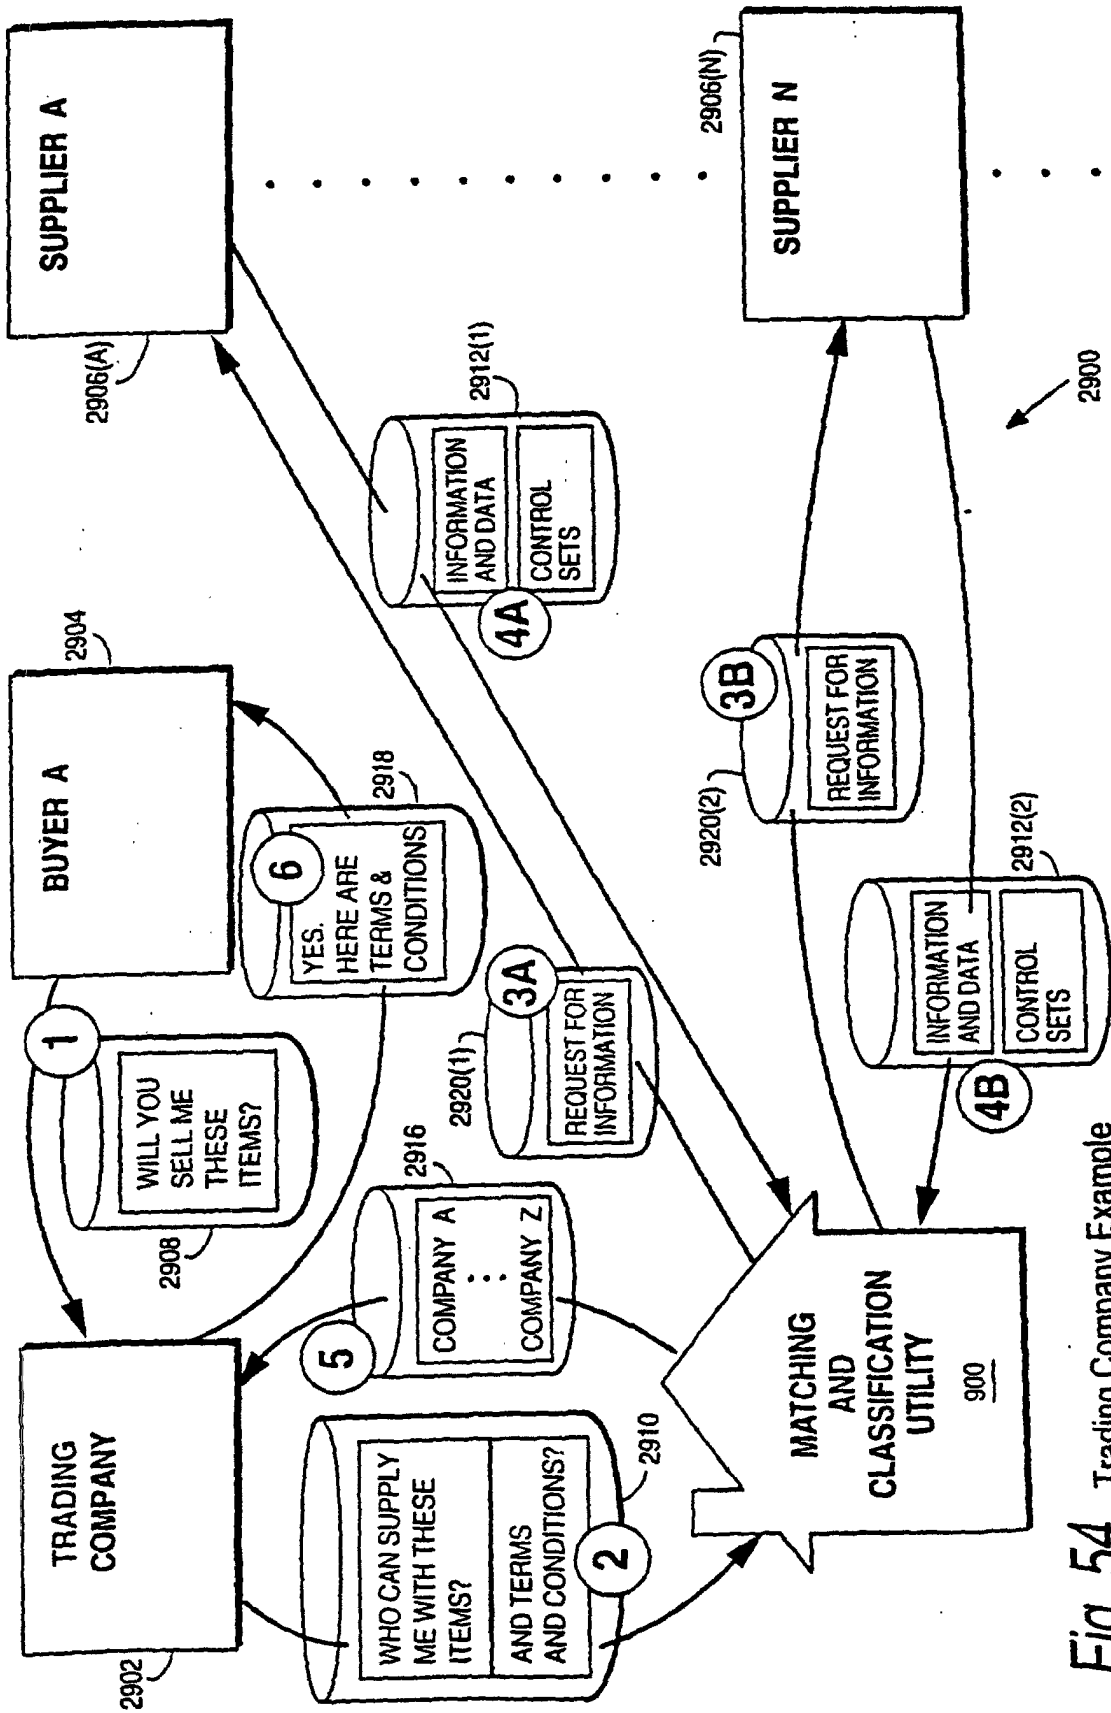 TRADING
COMPANY
2902
BUYER A
2904
SUPPLIER A
2906(A)
1
WILL YOU
SELL ME
THESE
ITEMS?
2908
6
YES.
HERE ARE
TERMS &
CONDITIONS
2918
WHO CAN SUPPLY
ME WITH THESE
ITEMS?
AND TERMS
AND CONDITIONS?
2
2910
5
COMPANY A
COMPANY Z
2916
2920(1)
3A
REQUEST FOR
INFORMATION
4A
INFORMATION
AND DATA
CONTROL
SETS
2912(1)
MATCHING
AND
CLASSIFICATION
UTILITY
900
2920(2)
3B
REQUEST FOR
INFORMATION
4B
INFORMATION
AND DATA
CONTROL
SETS
2912(2)
SUPPLIER N
2906(N)
2900
Fig. 54 Trading Company Example